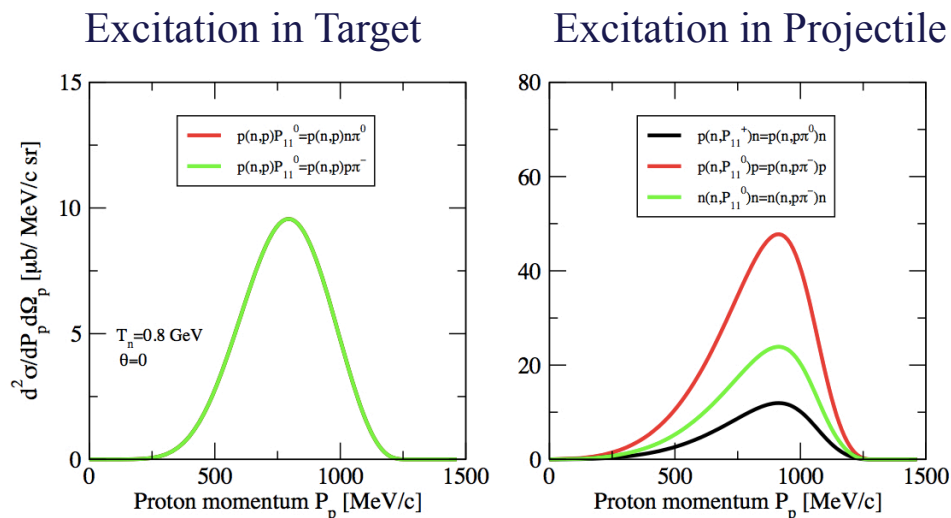 Excitation in Target
Excitation in Projectile
d²σ/dPₚdΩₚ [μb/ MeV/c sr]
15
10
5
0
p(n,p)P₁₁⁰=p(n,p)nπ⁰
p(n,p)P₁₁⁰=p(n,p)pπ⁻
Tₙ=0.8 GeV
θ=0
0
500
1000
1500
Proton momentum Pₚ [MeV/c]
80
60
40
20
0
p(n,P₁₁⁺)n=p(n,pπ⁰)n
p(n,P₁₁⁰)p=p(n,pπ⁻)p
n(n,P₁₁⁰)n=n(n,pπ⁻)n
0
500
1000
1500
Proton momentum Pₚ [MeV/c]